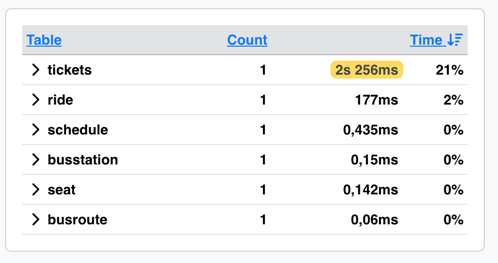 Table Count Time
tickets 1 2s 256ms 21%
ride 1 177ms 2%
schedule 1 0,435ms 0%
busstation 1 0,15ms 0%
seat 1 0,142ms 0%
busroute 1 0,06ms 0%